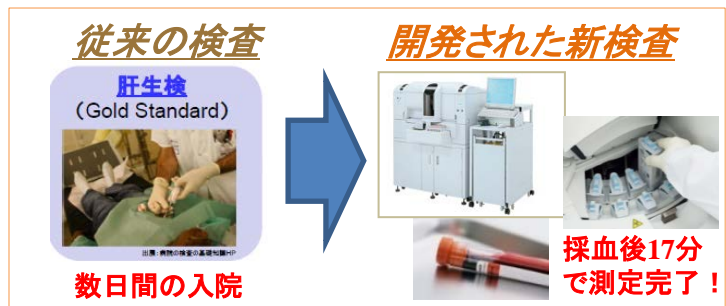 従来の検査
開発された新検査
肝生検
（Gold Standard）
出展：病院の検査の基礎知識HP
数日間の入院
採血後17分
で測定完了！